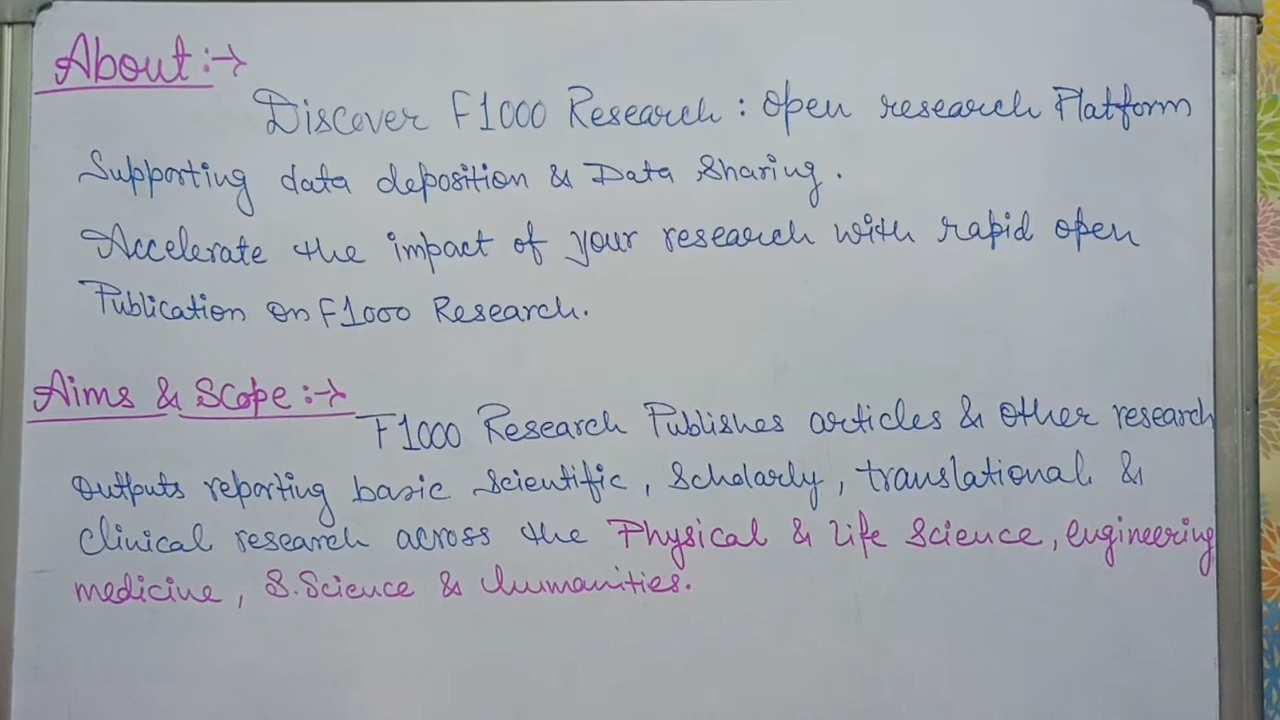 About :→
Discover F1000 Research : Open research Platform
Supporting data deposition & Data Sharing.
Accelerate the impact of your research with rapid open
Publication on F1000 Research.
Aims & Scope :→
F1000 Research Publishes articles & other research
outputs reporting basic scientific, Scholarly, translational &
clinical research across the Physical & life Science, engineering
medicine, S.Science & humanities.